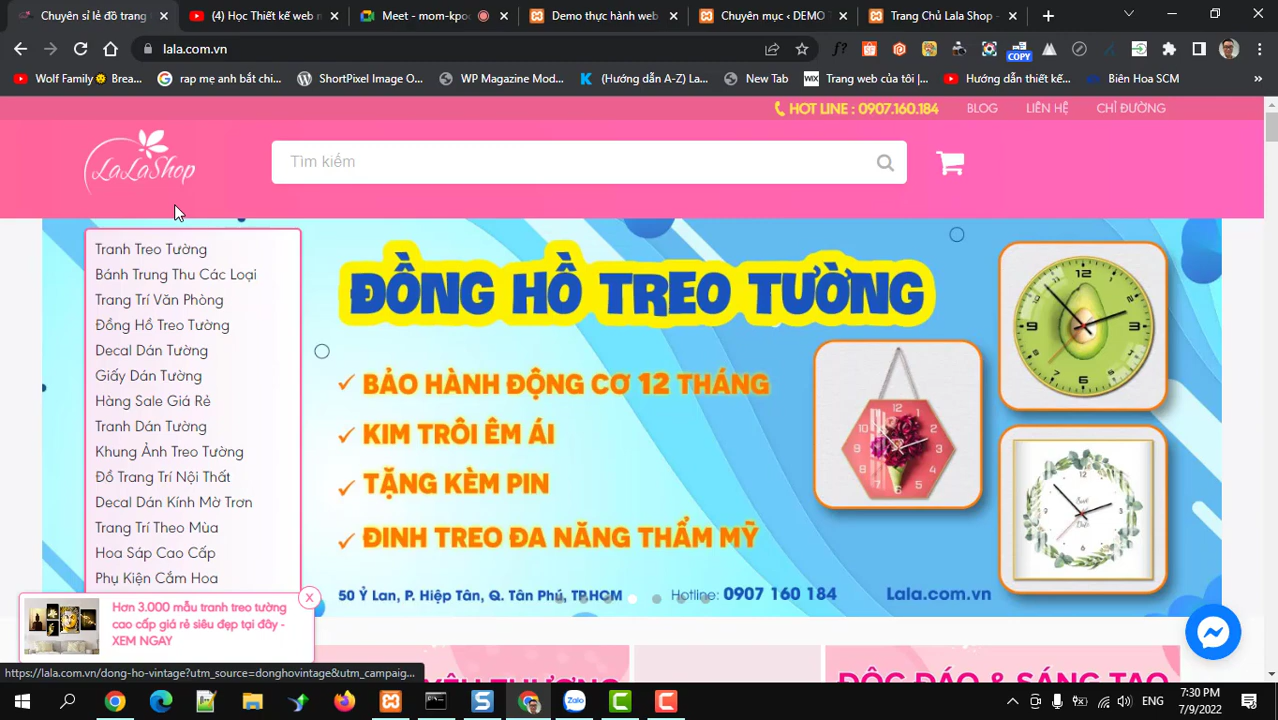 Chuyên sỉ lẻ đồ trang
(4) Học Thiết kế web n
Meet - mom-kpoc
Demo thực hành web
Chuyên mục ‹ DEMO T
Trang Chủ Lala Shop -
lala.com.vn
COPY
Wolf Family Brea...
rap mẹ anh bắt chi...
ShortPixel Image O...
WP Magazine Mod...
(Hướng dẫn A-Z) La...
New Tab
WIX
Trang web của tôi |...
Hướng dẫn thiết kế...
Biên Hoa SCM
HOT LINE : 0907.160.184
BLOG
LIÊN HỆ
CHỈ ĐƯỜNG
LaLaShop
Tìm kiếm
Tranh Treo Tường
Bánh Trung Thu Các Loại
Trang Trí Văn Phòng
Đồng Hồ Treo Tường
Decal Dán Tường
Giấy Dán Tường
Hàng Sale Giá Rẻ
Tranh Dán Tường
Khung Ảnh Treo Tường
Đồ Trang Trí Nội Thất
Decal Dán Kính Mờ Trơn
Trang Trí Theo Mùa
Hoa Sáp Cao Cấp
Phụ Kiện Cắm Hoa
ĐỒNG HỒ TREO TƯỜNG
BẢO HÀNH ĐỘNG CƠ 12 THÁNG
KIM TRÔI ÊM ÁI
TẶNG KÈM PIN
ĐINH TREO ĐA NĂNG THẨM MỸ
50 Ỷ Lan, P. Hiệp Tân, Q. Tân Phú, TP.HCM
Hotline: 0907 160 184
Lala.com.vn
Hơn 3.000 mẫu tranh treo tường
cao cấp giá rẻ siêu đẹp tại đây -
XEM NGAY
X
ĐỘC ĐÁO & SÁNG TẠO
https://lala.com.vn/dong-ho-vintage?utm_source=donghovintage&utm_campaig...
ENG
7:30 PM
7/9/2022